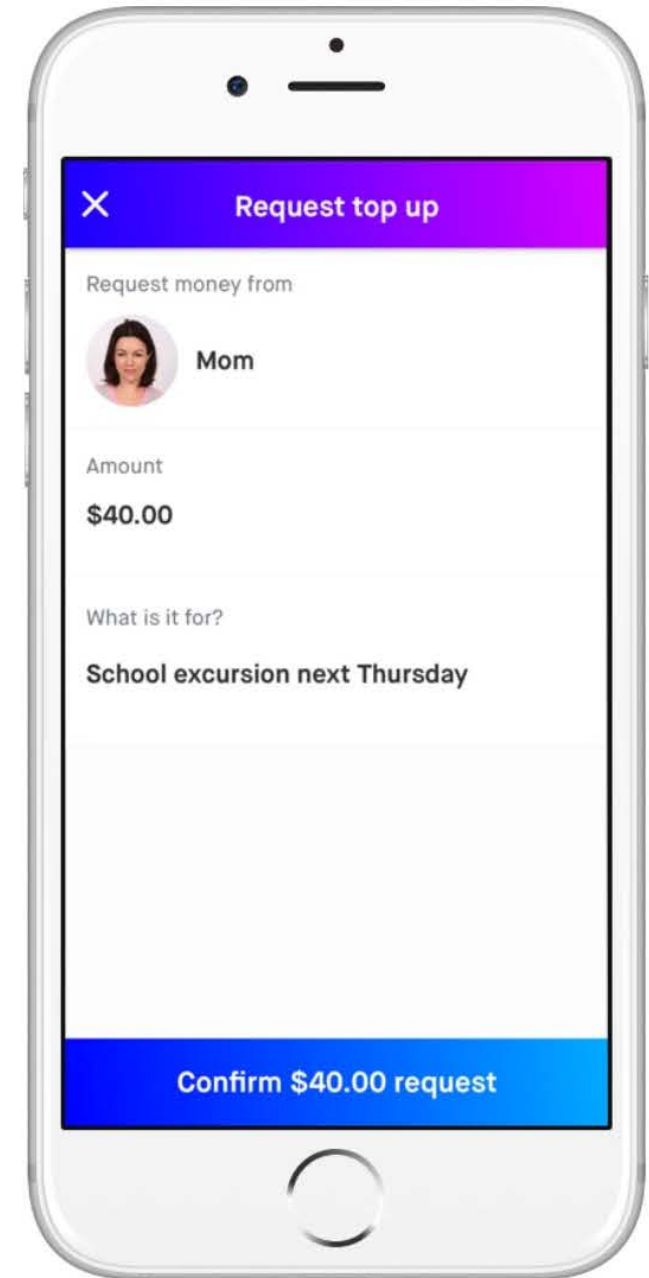 Request top up
Request money from
Mom
Amount
$40.00
What is it for?
School excursion next Thursday
Confirm $40.00 request